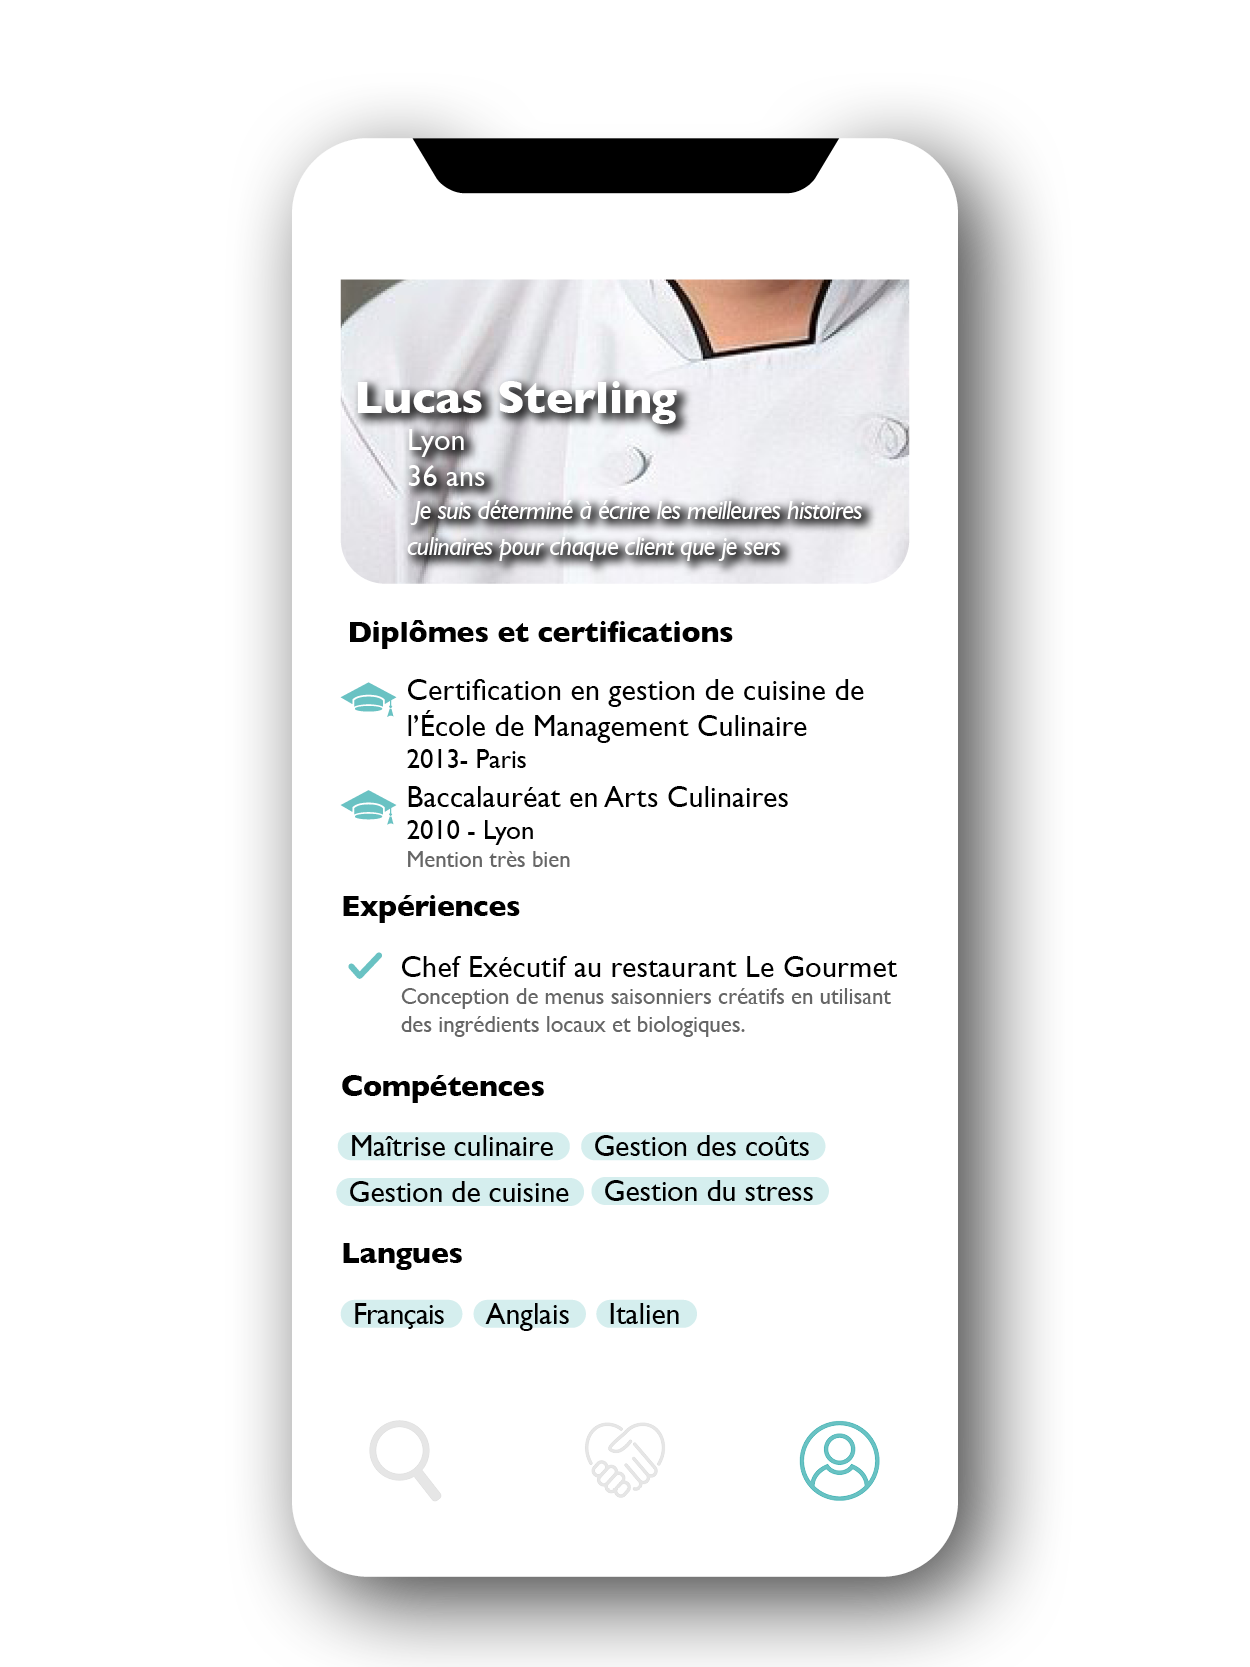 Lucas Sterling
Lyon
36 ans
Je suis déterminé à écrire les meilleures histoires
culinaires pour chaque client que je sers
Diplômes et certifications
Certification en gestion de cuisine de
l’École de Management Culinaire
2013- Paris
Baccalauréat en Arts Culinaires
2010 - Lyon
Mention très bien
Expériences
Chef Exécutif au restaurant Le Gourmet
Conception de menus saisonniers créatifs en utilisant
des ingrédients locaux et biologiques.
Compétences
Maîtrise culinaire Gestion des coûts
Gestion de cuisine Gestion du stress
Langues
Français Anglais Italien